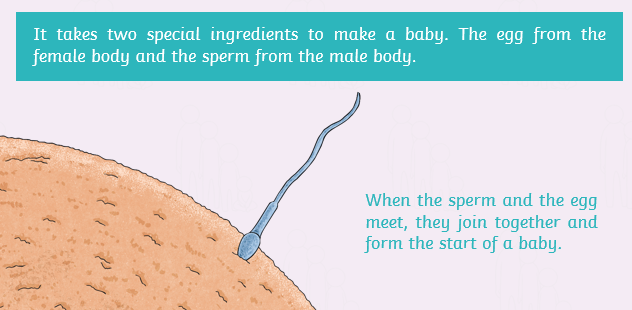 It takes two special ingredients to make a baby. The egg from the
female body and the sperm from the male body.
When the sperm and the egg
meet, they join together and
form the start of a baby.